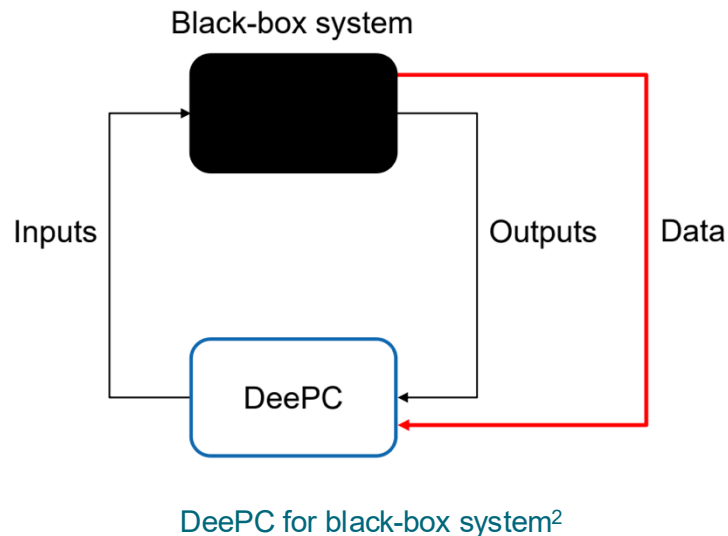 Black-box system
Inputs
Outputs
Data
DeePC
DeePC for black-box system²